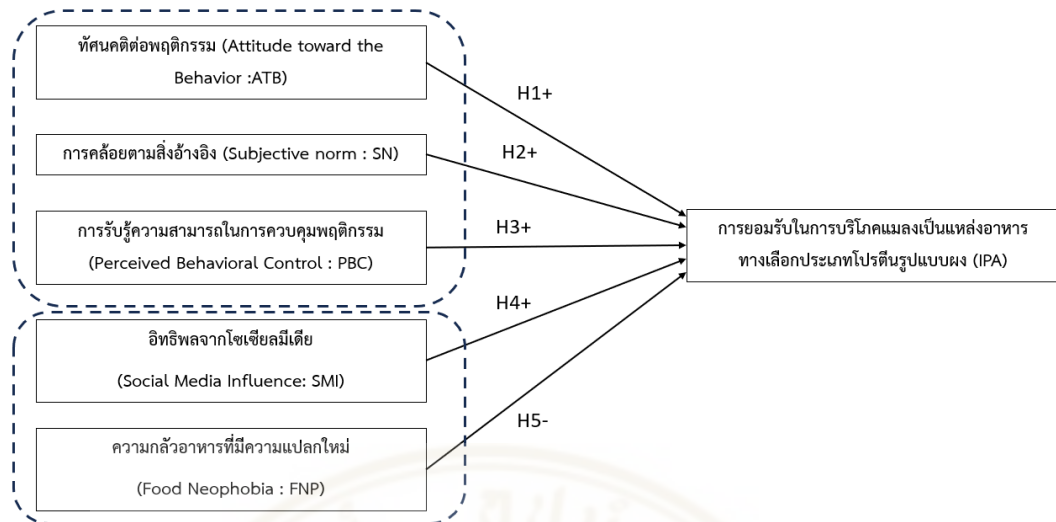 ทัศนคติต่อพฤติกรรม (Attitude toward the
Behavior :ATB)
H1+
การคล้อยตามสิ่งอ้างอิง (Subjective norm : SN)
H2+
การรับรู้ความสามารถในการควบคุมพฤติกรรม
(Perceived Behavioral Control : PBC)
H3+
การยอมรับในการบริโภคแมลงเป็นแหล่งอาหาร
ทางเลือกประเภทโปรตีนรูปแบบผง (IPA)
H4+
อิทธิพลจากโซเซียลมีเดีย
(Social Media Influence: SMI)
H5-
ความกลัวอาหารที่มีความแปลกใหม่
(Food Neophobia : FNP)